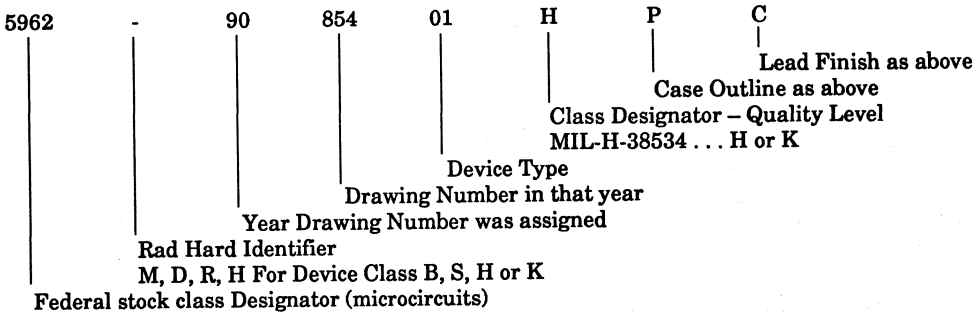 5962 - 90 854 01 H P C
Lead Finish as above
Case Outline as above
Class Designator – Quality Level
MIL-H-38534 . . . H or K
Device Type
Drawing Number in that year
Year Drawing Number was assigned
Rad Hard Identifier
M, D, R, H For Device Class B, S, H or K
Federal stock class Designator (microcircuits)